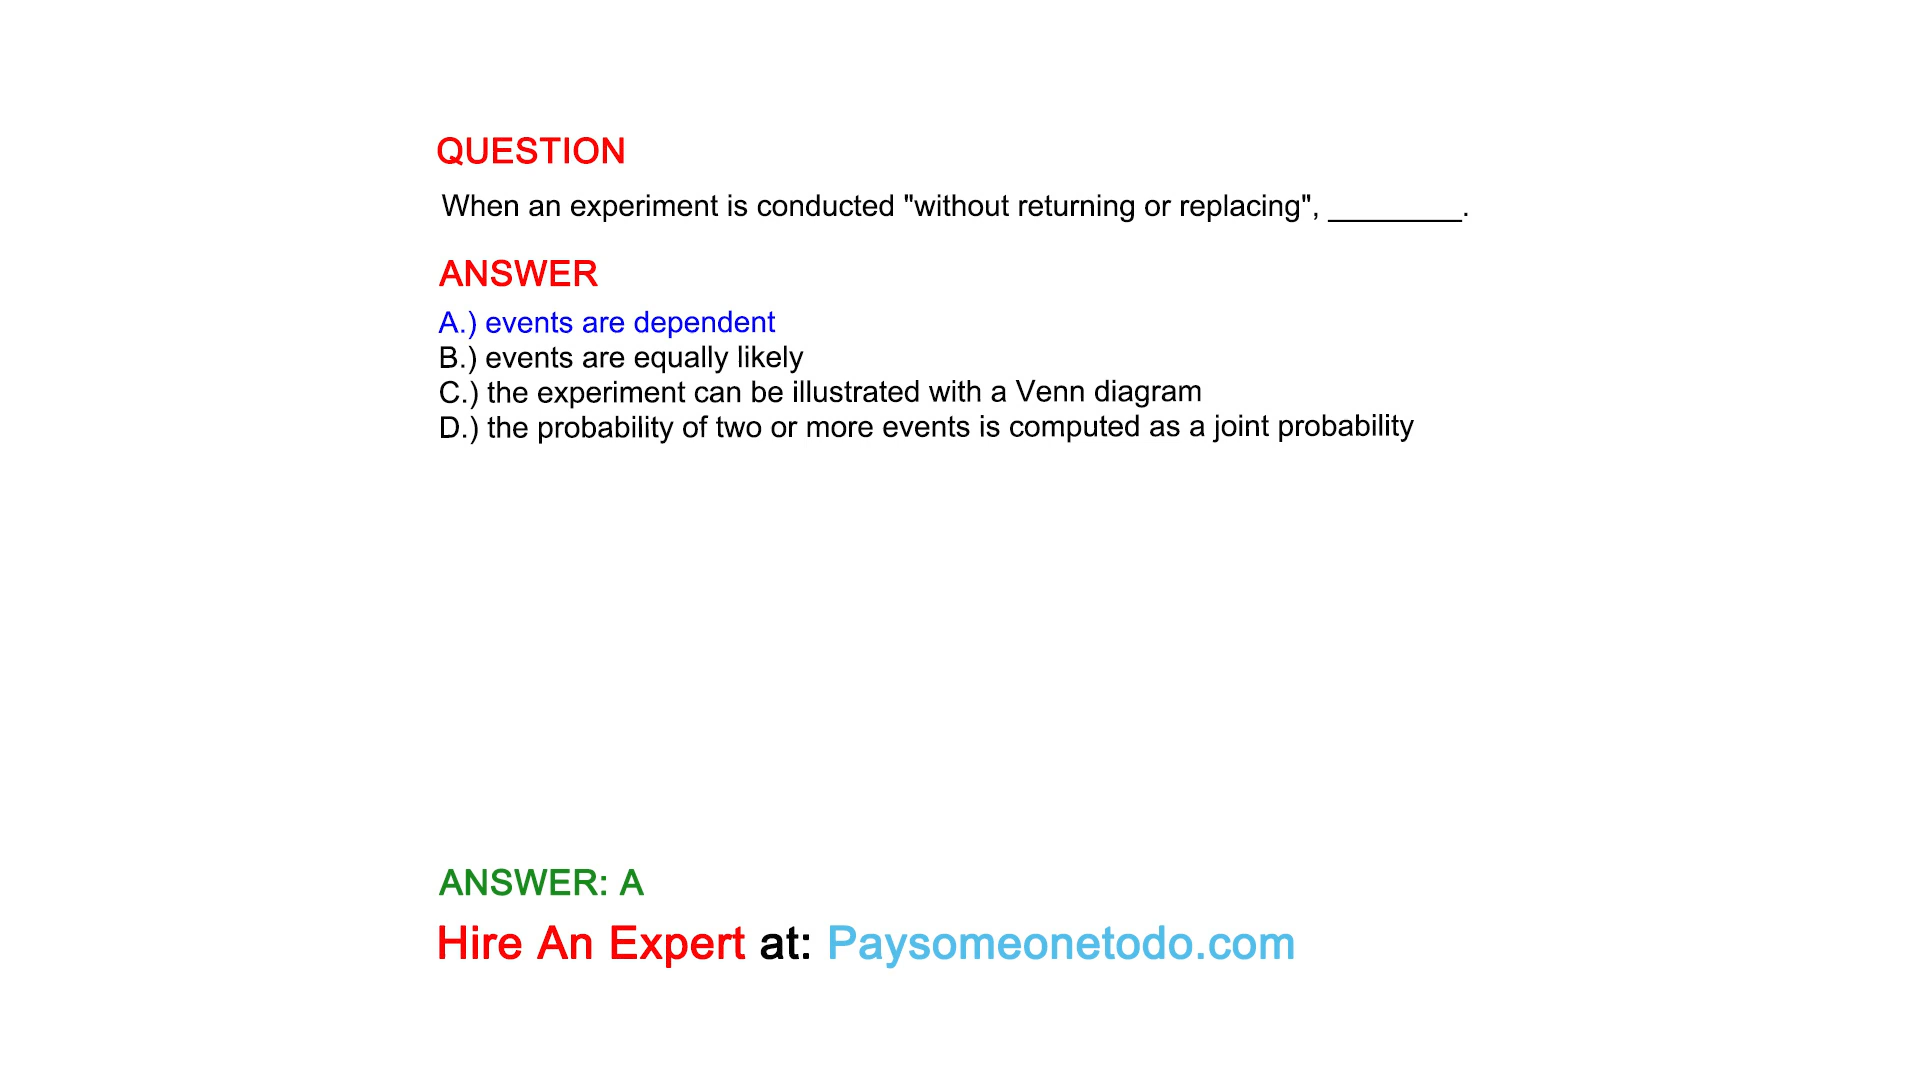 QUESTION
When an experiment is conducted "without returning or replacing", ________.
ANSWER
A.) events are dependent
B.) events are equally likely
C.) the experiment can be illustrated with a Venn diagram
D.) the probability of two or more events is computed as a joint probability
ANSWER: A
Hire An Expert at: Paysomeonetodo.com